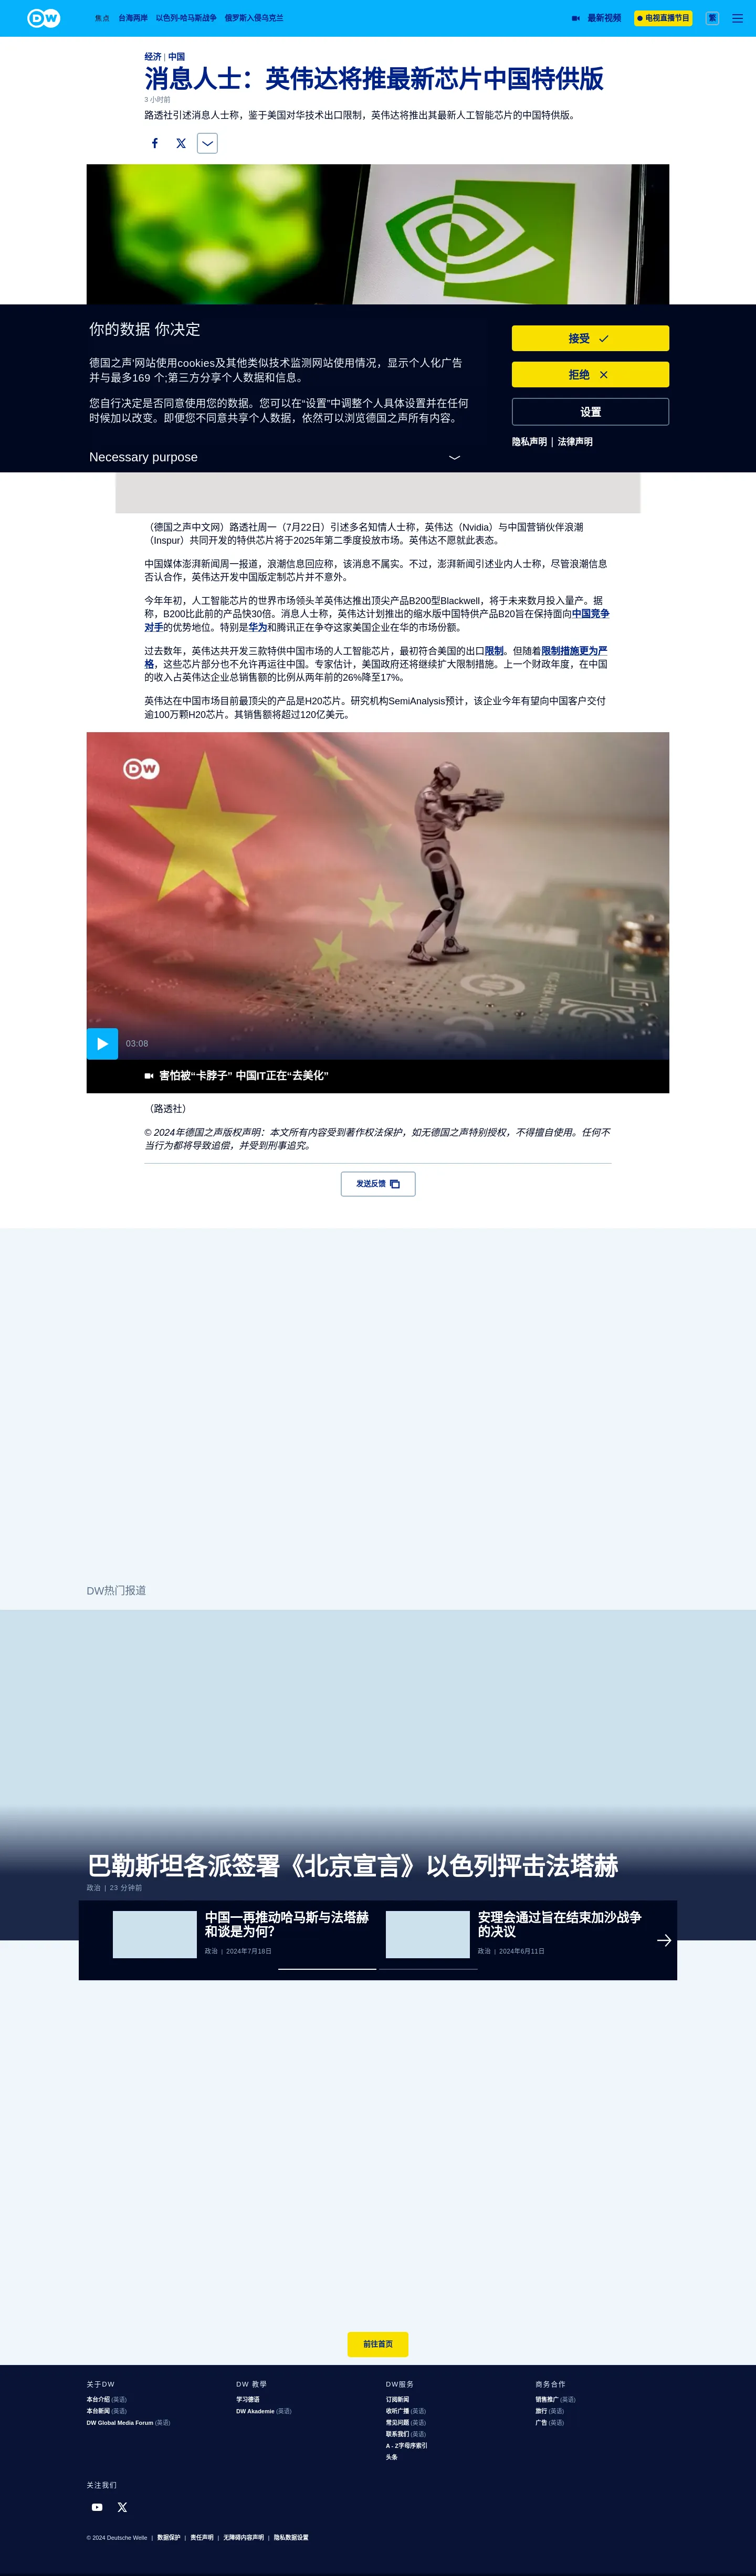 DW
焦点 台海两岸 以色列-哈马斯战争 俄罗斯入侵乌克兰 最新视频 电视直播节目 繁
经济 | 中国
消息人士：英伟达将推最新芯片中国特供版
3 小时前
路透社引述消息人士称，鉴于美国对华技术出口限制，英伟达将推出其最新人工智能芯片的中国特供版。
你的数据 你决定
德国之声'网站使用cookies及其他类似技术监测网站使用情况，显示个人化广告
并与最多169 个;第三方分享个人数据和信息。
您自行决定是否同意使用您的数据。您可以在“设置”中调整个人具体设置并在任何
时候加以改变。即便您不同意共享个人数据，依然可以浏览德国之声所有内容。
Necessary purpose
接受
拒绝
设置
隐私声明 | 法律声明
（德国之声中文网）路透社周一（7月22日）引述多名知情人士称，英伟达（Nvidia）与中国营销伙伴浪潮
（Inspur）共同开发的特供芯片将于2025年第二季度投放市场。英伟达不愿就此表态。
中国媒体澎湃新闻周一报道，浪潮信息回应称，该消息不属实。不过，澎湃新闻引述业内人士称，尽管浪潮信息
否认合作，英伟达开发中国版定制芯片并不意外。
今年年初，人工智能芯片的世界市场领头羊英伟达推出顶尖产品B200型Blackwell，将于未来数月投入量产。据
称，B200比此前的产品快30倍。消息人士称，英伟达计划推出的缩水版中国特供产品B20旨在保持面向中国竞争
对手的优势地位。特别是华为和腾讯正在争夺这家美国企业在华的市场份额。
过去数年，英伟达共开发三款特供中国市场的人工智能芯片，最初符合美国的出口限制。但随着限制措施更为严
格，这些芯片部分也不允许再运往中国。专家估计，美国政府还将继续扩大限制措施。上一个财政年度，在中国
的收入占英伟达企业总销售额的比例从两年前的26%降至17%。
英伟达在中国市场目前最顶尖的产品是H20芯片。研究机构SemiAnalysis预计，该企业今年有望向中国客户交付
逾100万颗H20芯片。其销售额将超过120亿美元。
DW
03:08
害怕被“卡脖子” 中国IT正在“去美化”
（路透社）
© 2024年德国之声版权声明：本文所有内容受到著作权法保护，如无德国之声特别授权，不得擅自使用。任何不
当行为都将导致追偿，并受到刑事追究。
发送反馈
DW热门报道
巴勒斯坦各派签署《北京宣言》以色列抨击法塔赫
政治 | 23 分钟前
中国一再推动哈马斯与法塔赫
和谈是为何？
政治 | 2024年7月18日
安理会通过旨在结束加沙战争
的决议
政治 | 2024年6月11日
前往首页
关于DW
本台介绍 (英语)
本台新闻 (英语)
DW Global Media Forum (英语)
DW 教學
学习德语
DW Akademie (英语)
DW服务
订阅新闻
收听广播 (英语)
常见问题 (英语)
联系我们 (英语)
A - Z字母序索引
头条
商务合作
销售推广 (英语)
旅行 (英语)
广告 (英语)
关注我们
© 2024 Deutsche Welle | 数据保护 | 责任声明 | 无障碍内容声明 | 隐私数据设置